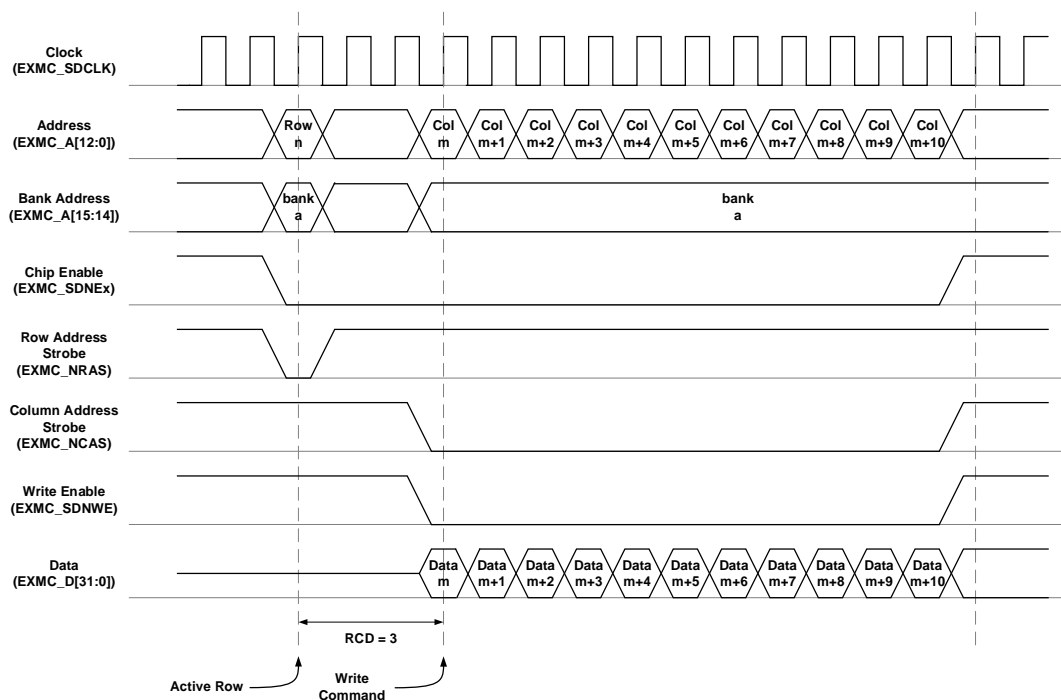 Clock
(EXMC_SDCLK)
Address
(EXMC_A[12:0])
Row
n
Col
m
Col
m+1
Col
m+2
Col
m+3
Col
m+4
Col
m+5
Col
m+6
Col
m+7
Col
m+8
Col
m+9
Col
m+10
Bank Address
(EXMC_A[15:14])
bank
a
bank
a
Chip Enable
(EXMC_SDNEx)
Row Address
Strobe
(EXMC_NRAS)
Column Address
Strobe
(EXMC_NCAS)
Write Enable
(EXMC_SDNWE)
Data
(EXMC_D[31:0])
Data
m
Data
m+1
Data
m+2
Data
m+3
Data
m+4
Data
m+5
Data
m+6
Data
m+7
Data
m+8
Data
m+9
Data
m+10
RCD = 3
Active Row
Write
Command